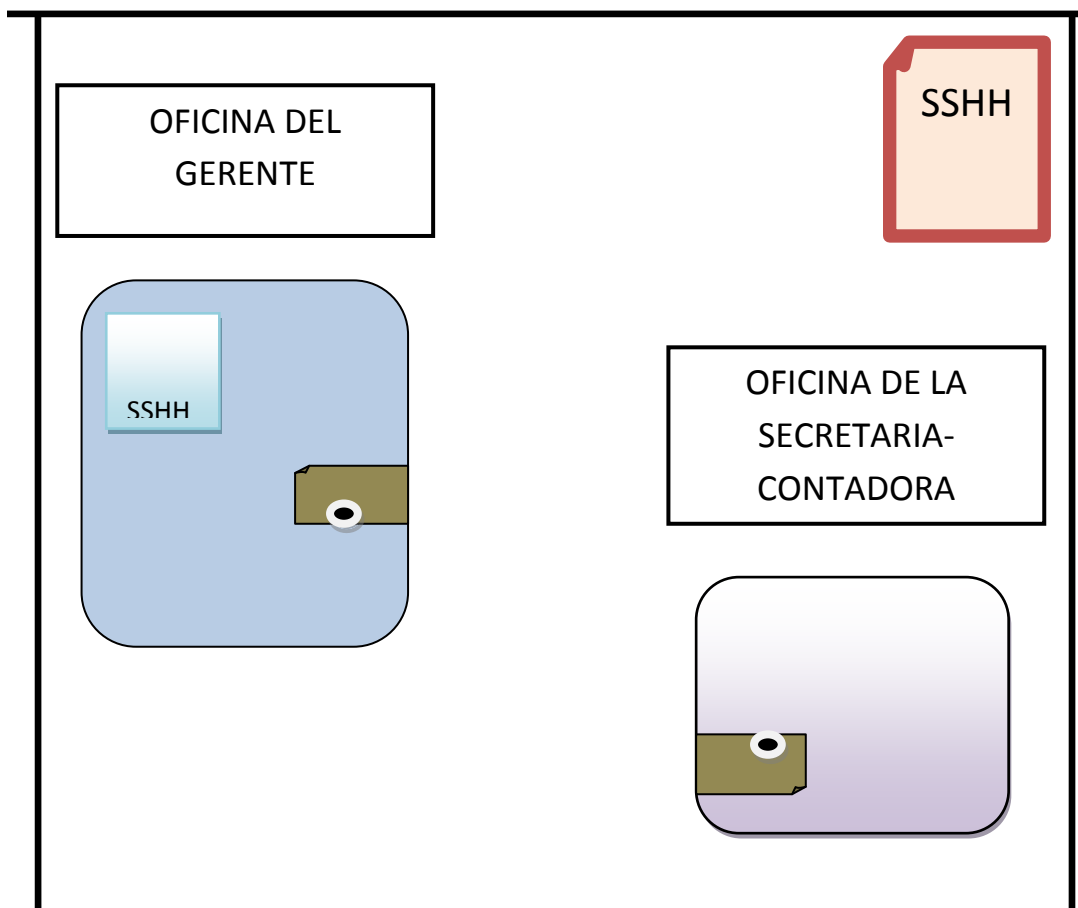 OFICINA DEL
GERENTE
SSHH
SSHH
OFICINA DE LA
SECRETARIA-
CONTADORA